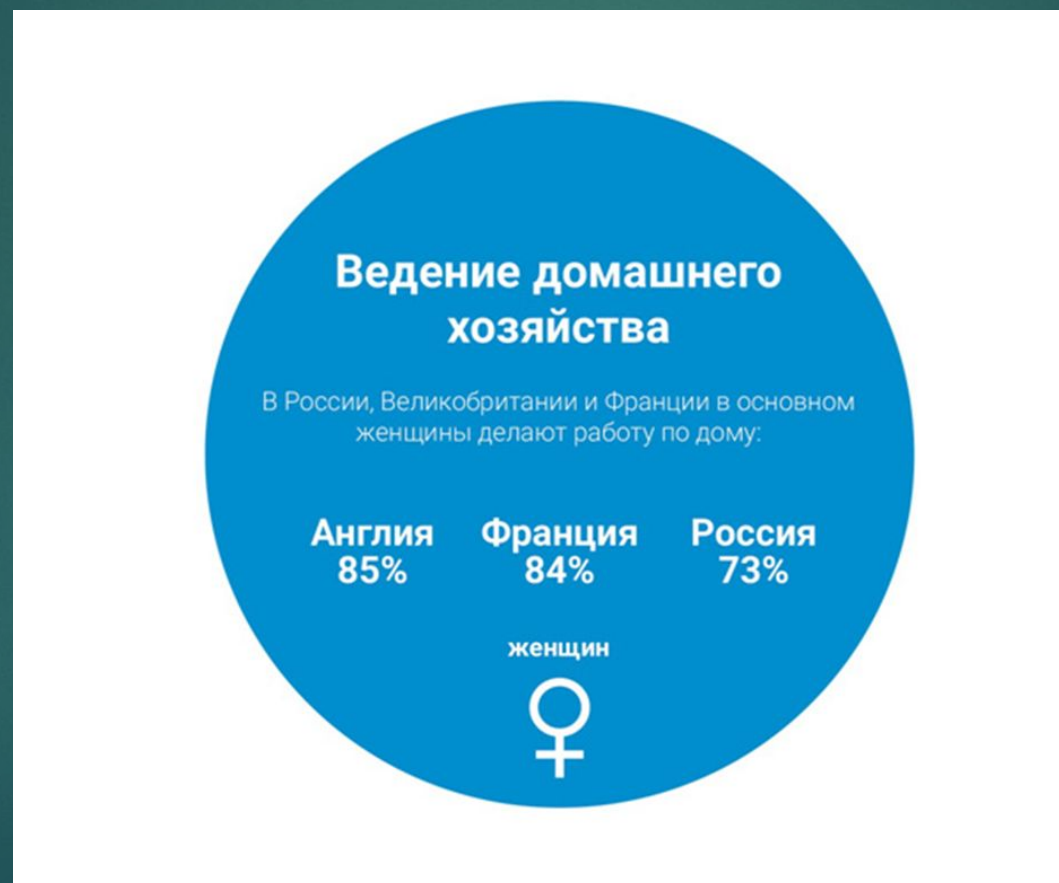 Ведение домашнего
хозяйства
В России, Великобритании и Франции в основном
женщины делают работу по дому:
Англия Франция Россия
85% 84% 73%
женщин